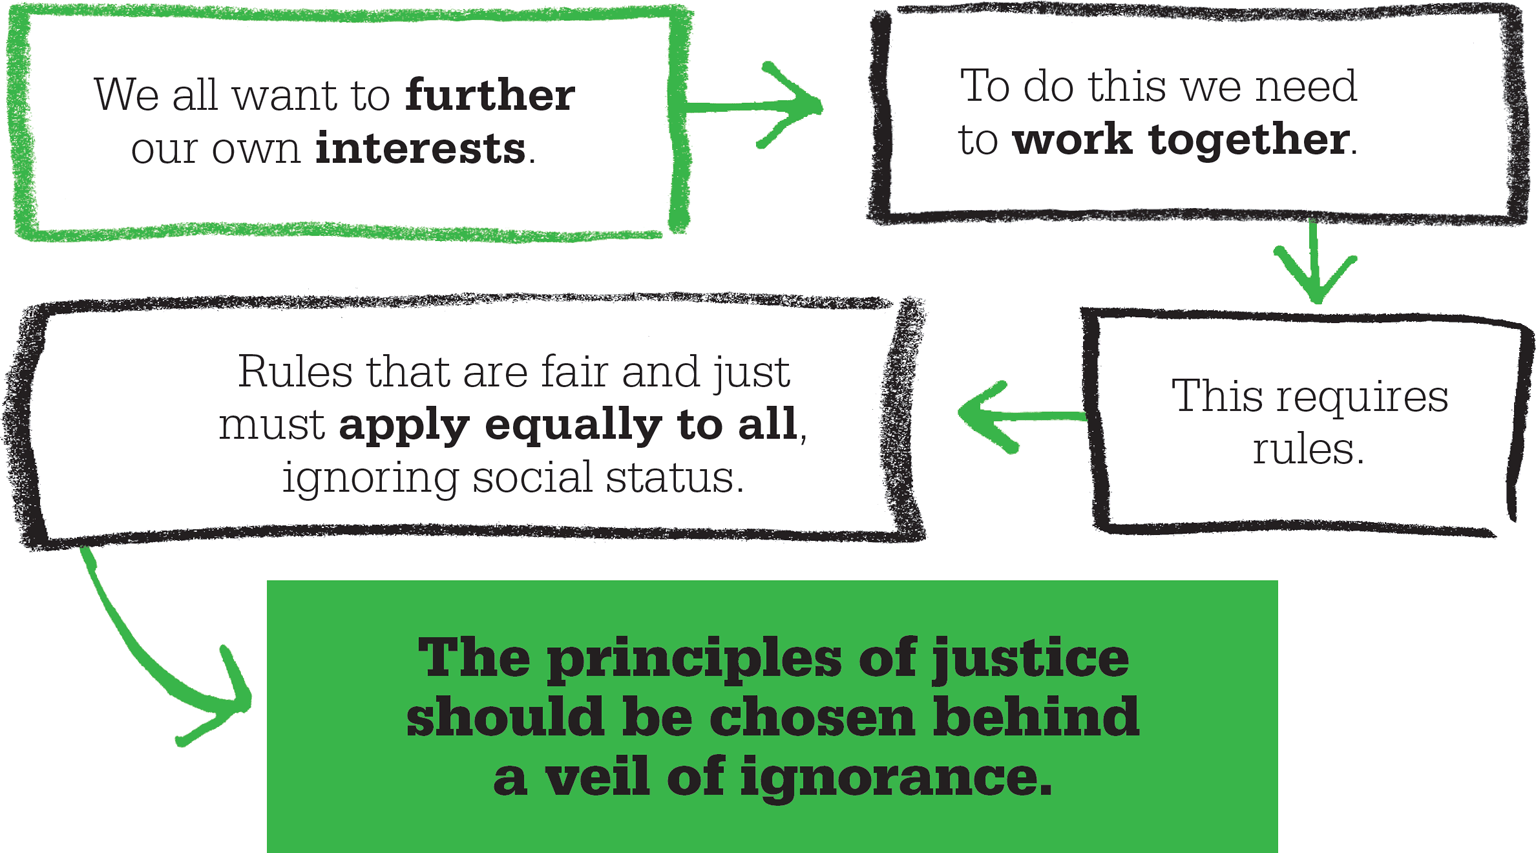 We all want to further
our own interests.
To do this we need
to work together.
This requires
rules.
Rules that are fair and just
must apply equally to all,
ignoring social status.
The principles of justice
should be chosen behind
a veil of ignorance.